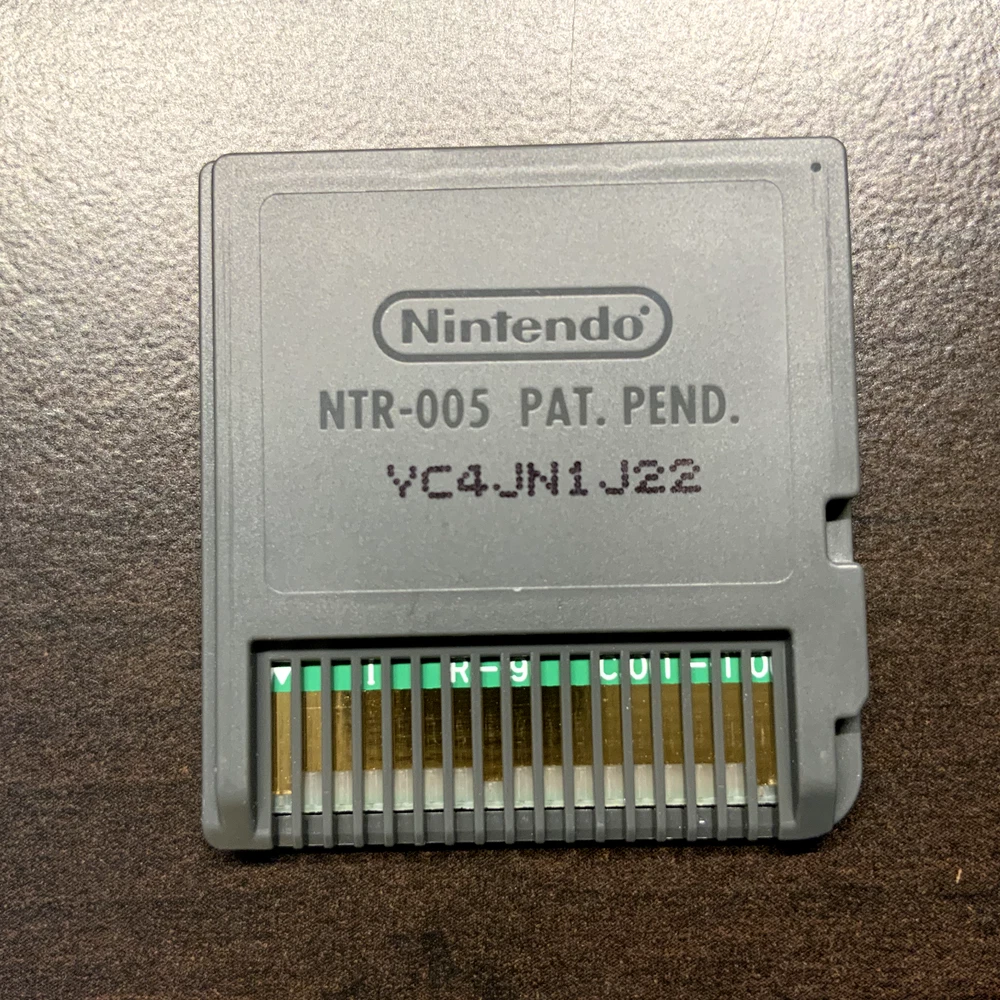 Nintendo
NTR-005 PAT. PEND.
YC4JN1J22